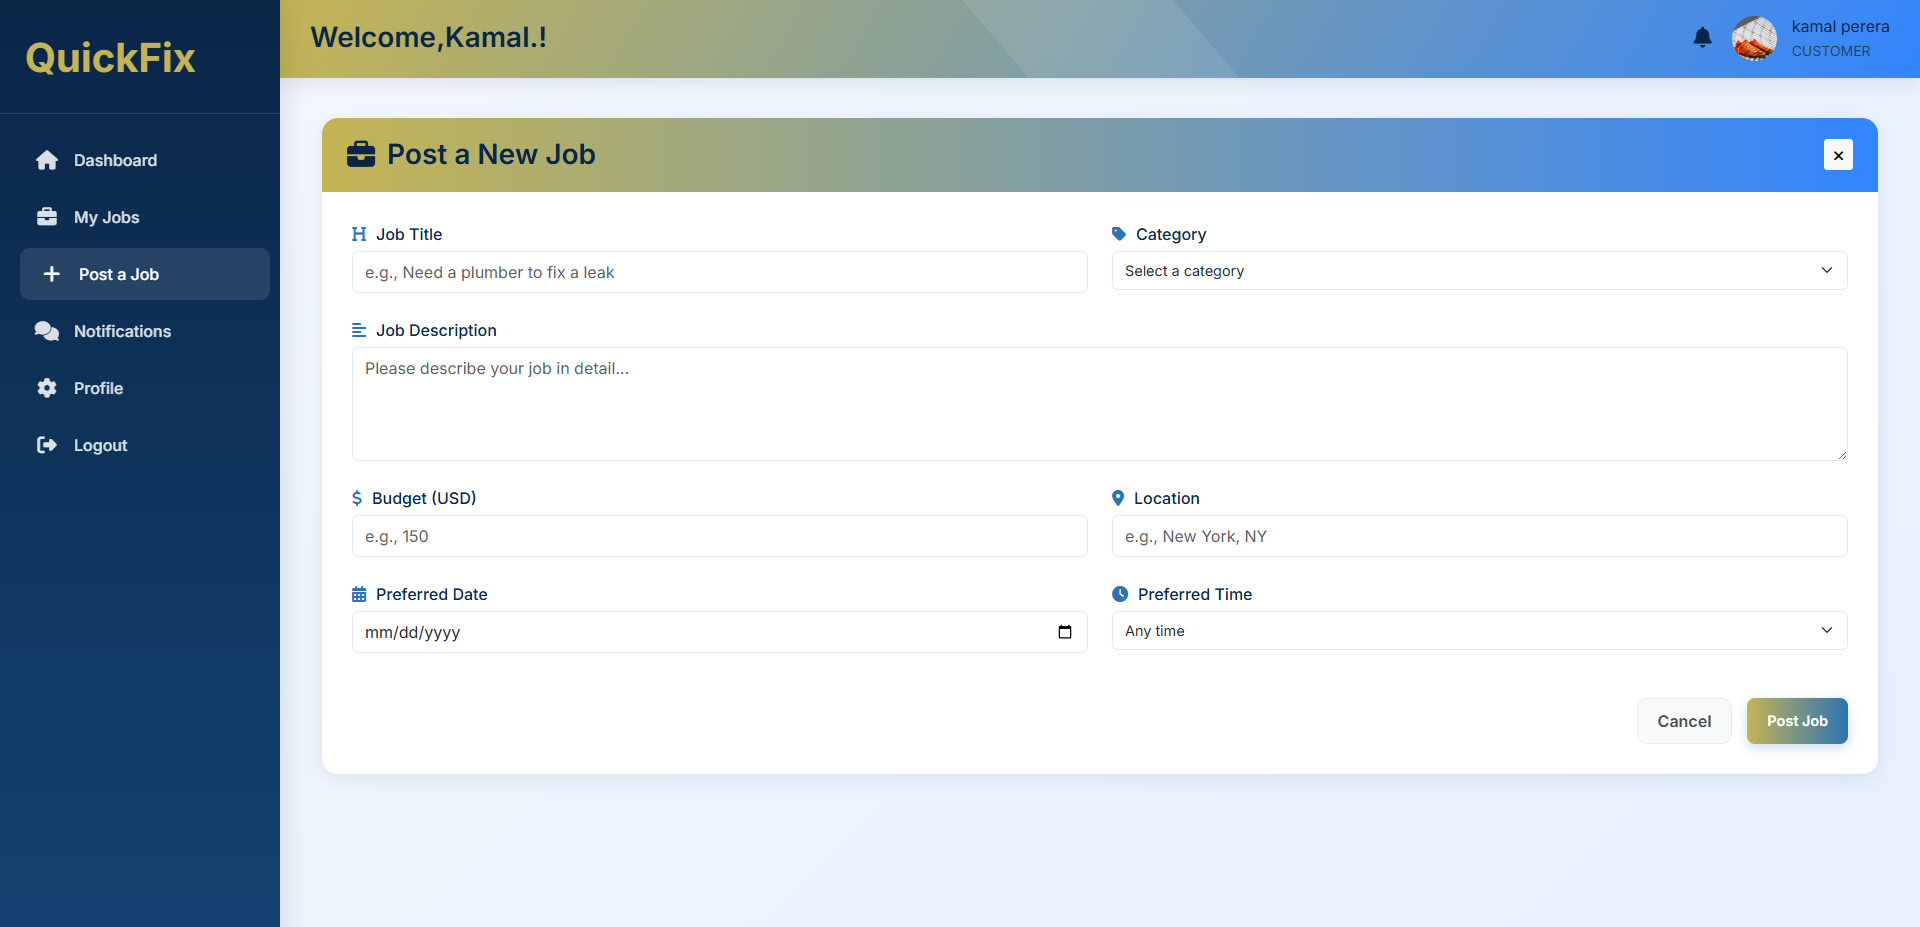 QuickFix
Dashboard
My Jobs
Post a Job
Notifications
Profile
Logout
Welcome,Kamal.!
kamal perera
CUSTOMER
Post a New Job
Job Title
e.g., Need a plumber to fix a leak
Category
Select a category
Job Description
Please describe your job in detail...
Budget (USD)
e.g., 150
Location
e.g., New York, NY
Preferred Date
mm/dd/yyyy
Preferred Time
Any time
Cancel
Post Job